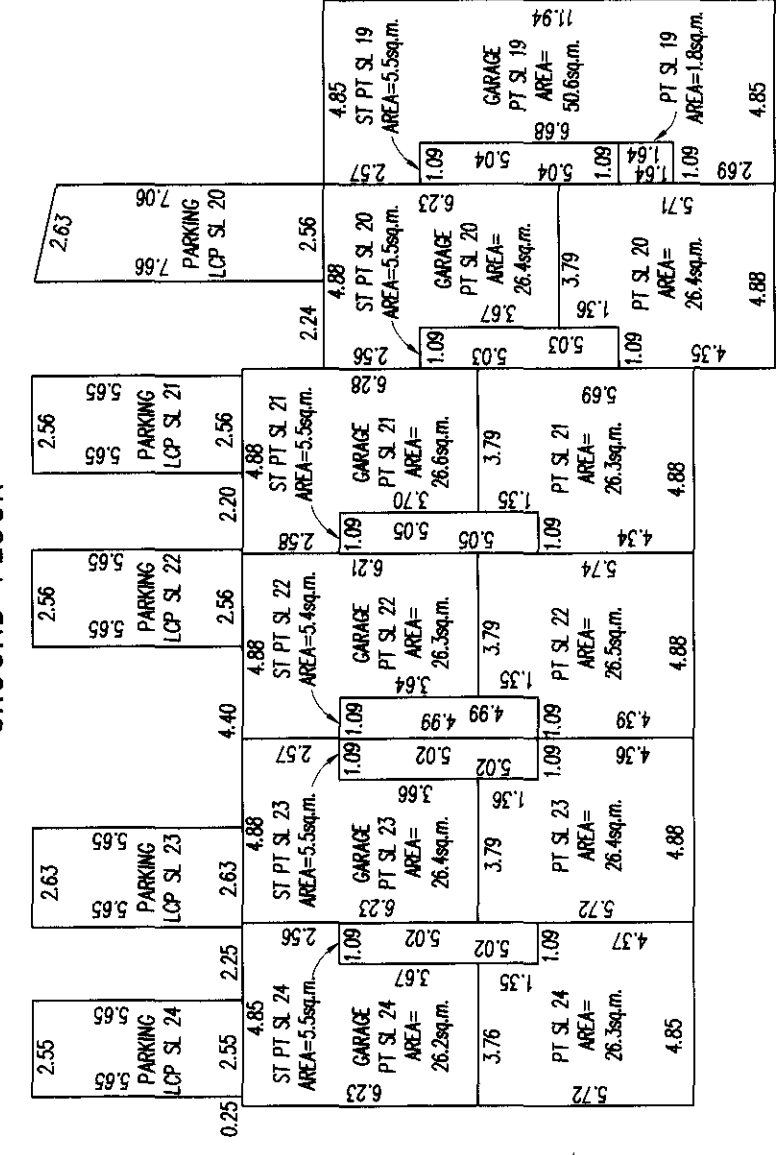 2.55
5.65
5.65
PARKING
LCP SL 24
0.25
2.55
2.25
4.85
ST PT SL 24
AREA=5.5sq.m.
2.56
1.09
5.02
5.02
GARAGE
PT SL 24
AREA=
26.2sq.m.
3.67
6.23
3.76
1.35
1.09
PT SL 24
AREA=
26.3sq.m.
4.37
5.72
4.85
2.63
5.65
5.65
PARKING
LCP SL 23
2.63
4.88
ST PT SL 23
AREA=5.5sq.m.
2.57
1.09
5.02
5.02
GARAGE
PT SL 23
AREA=
26.4sq.m.
3.66
6.23
3.79
1.36
1.09
PT SL 23
AREA=
26.4sq.m.
4.36
5.72
4.88
2.56
5.65
5.65
PARKING
LCP SL 22
4.40
2.56
4.88
ST PT SL 22
AREA=5.4sq.m.
1.09
4.99
4.99
GARAGE
PT SL 22
AREA=
26.3sq.m.
3.64
6.21
3.79
1.35
1.09
PT SL 22
AREA=
26.5sq.m.
4.39
5.74
4.88
2.56
5.65
5.65
PARKING
LCP SL 21
2.20
2.56
4.88
ST PT SL 21
AREA=5.5sq.m.
2.58
1.09
5.05
5.05
GARAGE
PT SL 21
AREA=
26.6sq.m.
3.70
6.28
3.79
1.35
1.09
PT SL 21
AREA=
26.3sq.m.
4.34
5.69
4.88
2.63
7.06
7.66
PARKING
LCP SL 20
2.24
2.56
4.88
ST PT SL 20
AREA=5.5sq.m.
2.56
1.09
5.03
5.03
GARAGE
PT SL 20
AREA=
26.4sq.m.
3.67
6.23
3.79
1.36
1.09
PT SL 20
AREA=
26.4sq.m.
4.35
5.71
4.88
4.85
ST PT SL 19
AREA=5.5sq.m.
2.57
1.09
5.04
5.04
1.09
GARAGE
PT SL 19
AREA=
50.6sq.m.
6.68
11.94
1.64
1.64
1.09
PT SL 19
AREA=1.8sq.m.
2.69
4.85